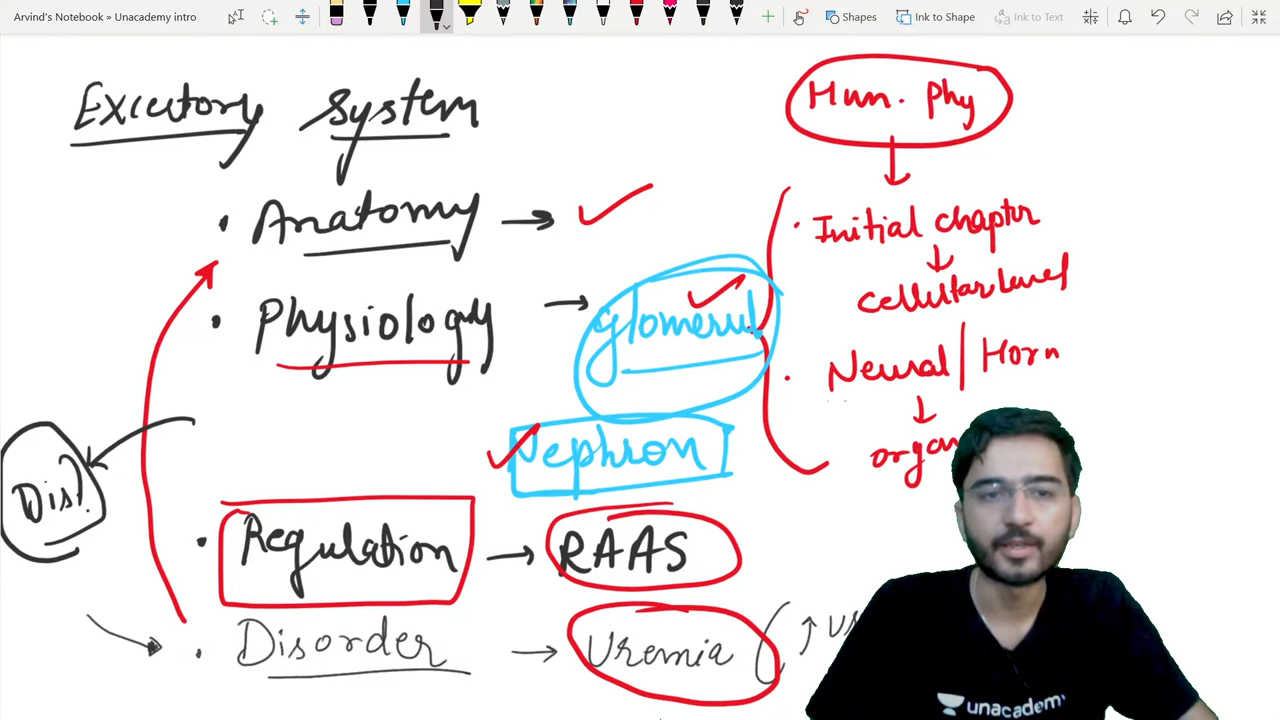 Arvind's Notebook » Unacademy intro
Shapes
Ink to Shape
Ink to Text
Excretory System
• Anatomy → ✓
• Physiology → glomerul
Nephron
• Regulation → RAAS
• Disorder → Uremia (↑
Hum. Phy
• Initial chapter
cellular level
• Neural/Horm
organ
unacademy